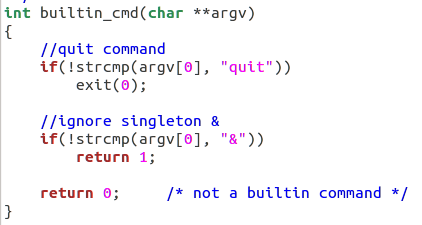 int builtin_cmd(char **argv)
{
    //quit command
    if(!strcmp(argv[0], "quit"))
        exit(0);

    //ignore singleton &
    if(!strcmp(argv[0], "&"))
        return 1;

    return 0;     /* not a builtin command */
}